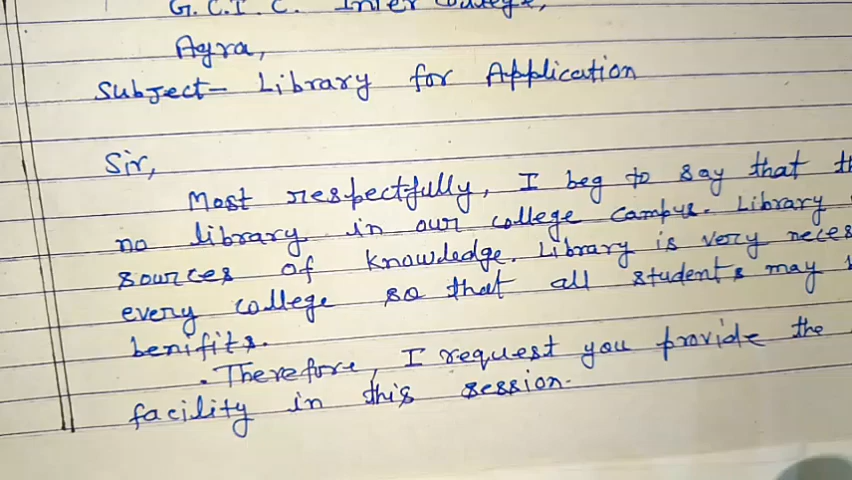 G. C. I. C. Inter College,
Agra,
Subject- Library for Application
Sir,
Most respectfully, I beg to say that
no library in our college campus. Library
sources of knowledge. Library is very
every college so that all students may
benifits.
Therefore, I request you provide the
facility in this session.